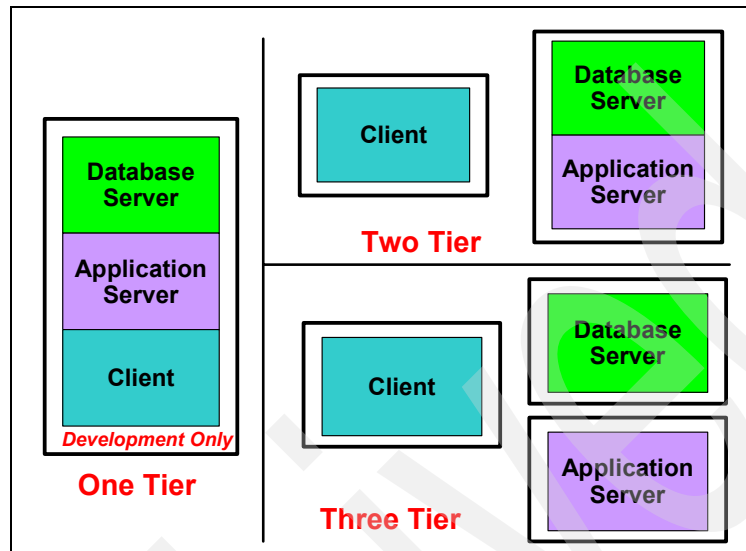 Database
Server
Application
Server
Client
Development Only
One Tier
Client
Database
Server
Application
Server
Two Tier
Client
Database
Server
Application
Server
Three Tier